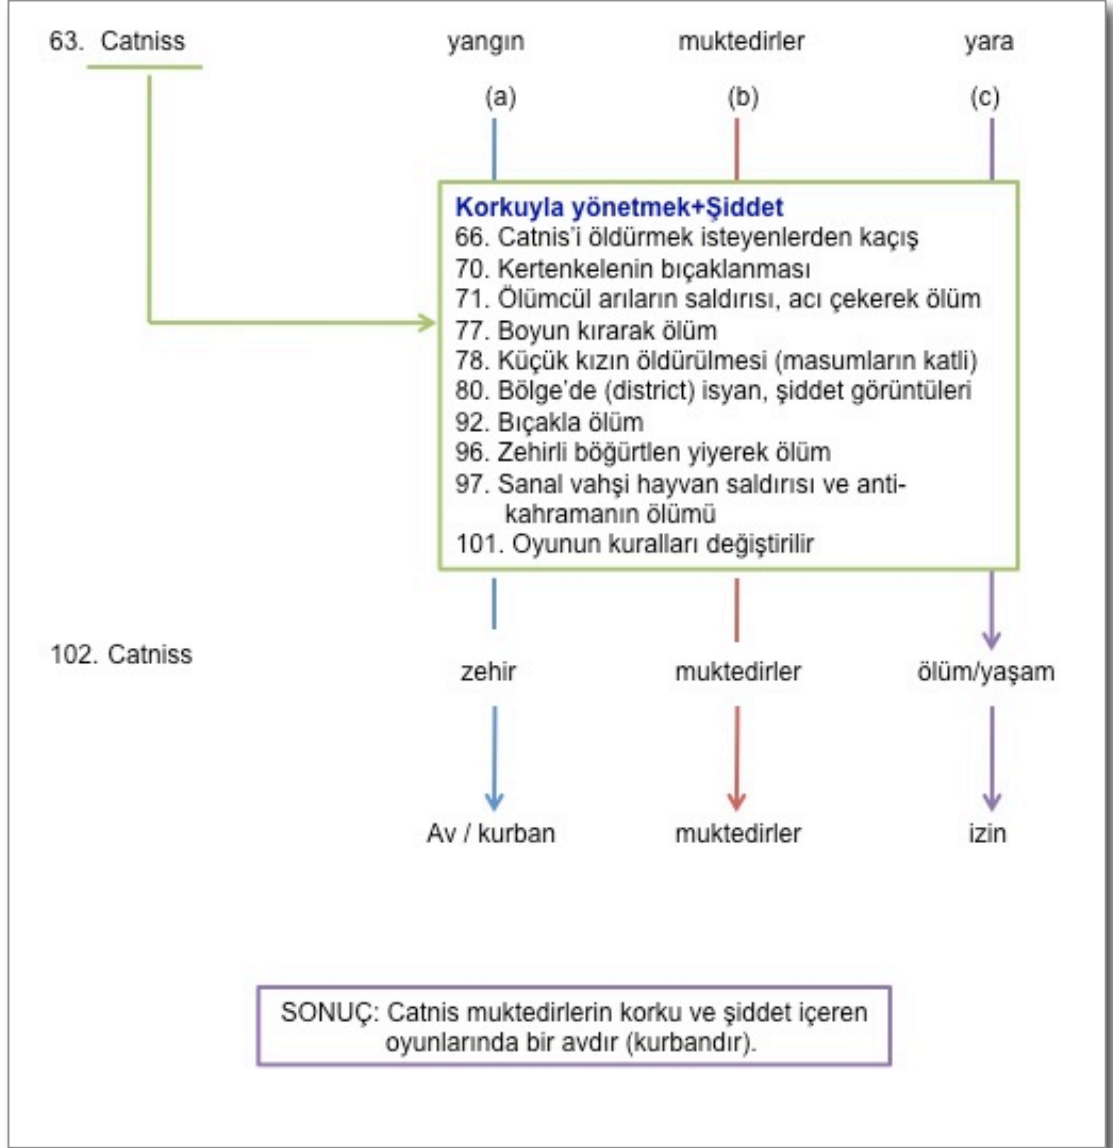 63. Catniss yangın muktedirler yara
(a) (b) (c)
Korkuyla yönetmek+Şiddet
66. Catnis'i öldürmek isteyenlerden kaçış
70. Kertenkelenin bıçaklanması
71. Ölümcül arıların saldırısı, acı çekerek ölüm
77. Boyun kırarak ölüm
78. Küçük kızın öldürülmesi (masumların katli)
80. Bölge'de (district) isyan, şiddet görüntüleri
92. Bıçakla ölüm
96. Zehirli böğürtlen yiyerek ölüm
97. Sanal vahşi hayvan saldırısı ve anti-
kahramanın ölümü
101. Oyunun kuralları değiştirilir
102. Catniss zehir muktedirler ölüm/yaşam
Av / kurban muktedirler izin
SONUÇ: Catnis muktedirlerin korku ve şiddet içeren
oyunlarında bir avdır (kurbandır).